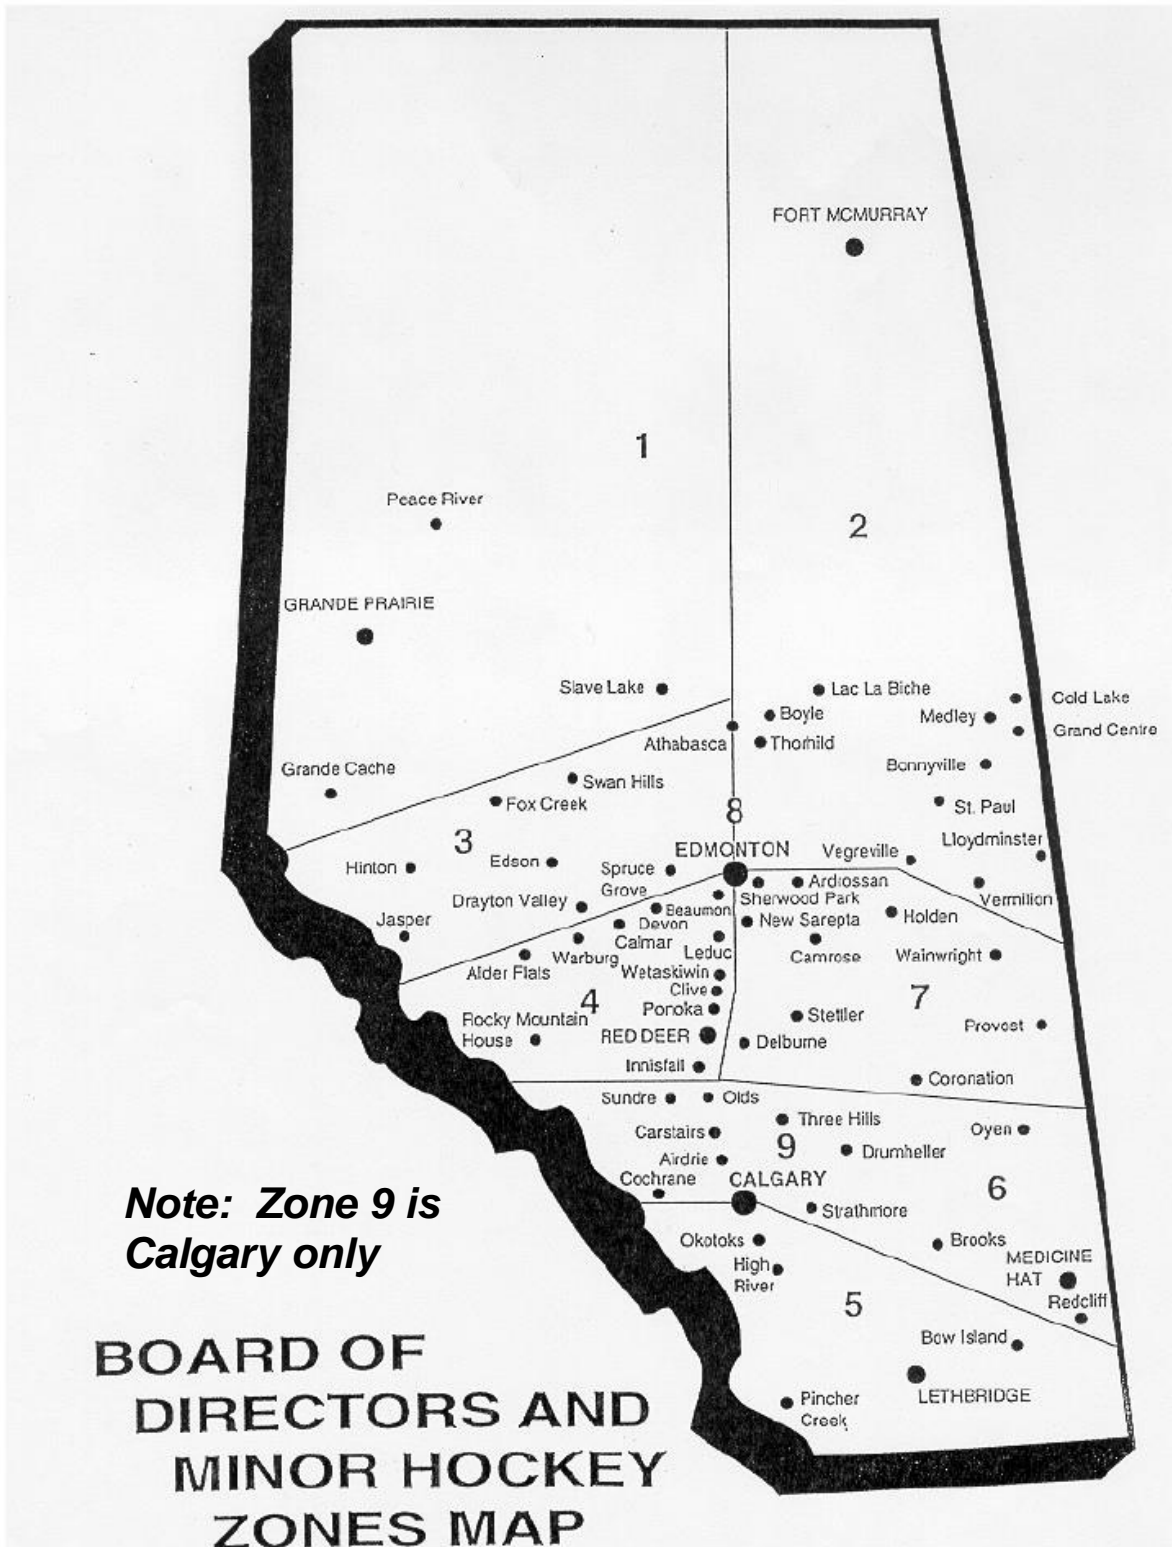 FORT MCMURRAY
1
Peace River
2
GRANDE PRAIRIE
Slave Lake
Lac La Biche
Cold Lake
Boyle
Medley
Grand Centre
Athabasca
Thorhild
Grande Cache
Bonnyville
Swan Hills
Fox Creek
St. Paul
8
3
Lloydminster
EDMONTON
Vegreville
Hinton
Edson
Spruce
Grove
Ardrossan
Sherwood Park
Vermilion
Drayton Valley
Beaumon
New Sarepta
Holden
Jasper
Devon
Calmar
Leduc
Camrose
Wainwright
Warburg
Alder Flats
Wetaskiwin
Clive
4
7
Ponoka
Rocky Mountain
House
Stettler
Provost
RED DEER
Delburne
Innisfail
Coronation
Sundre
Olds
Three Hills
Carstairs
9
Oyen
Airdrie
Drumheller
Cochrane
CALGARY
6
Note: Zone 9 is
Calgary only
Strathmore
Okotoks
Brooks
High
River
MEDICINE
HAT
5
Redcliff
Bow Island
LETHBRIDGE
Pincher
Creek
BOARD OF
DIRECTORS AND
MINOR HOCKEY
ZONES MAP